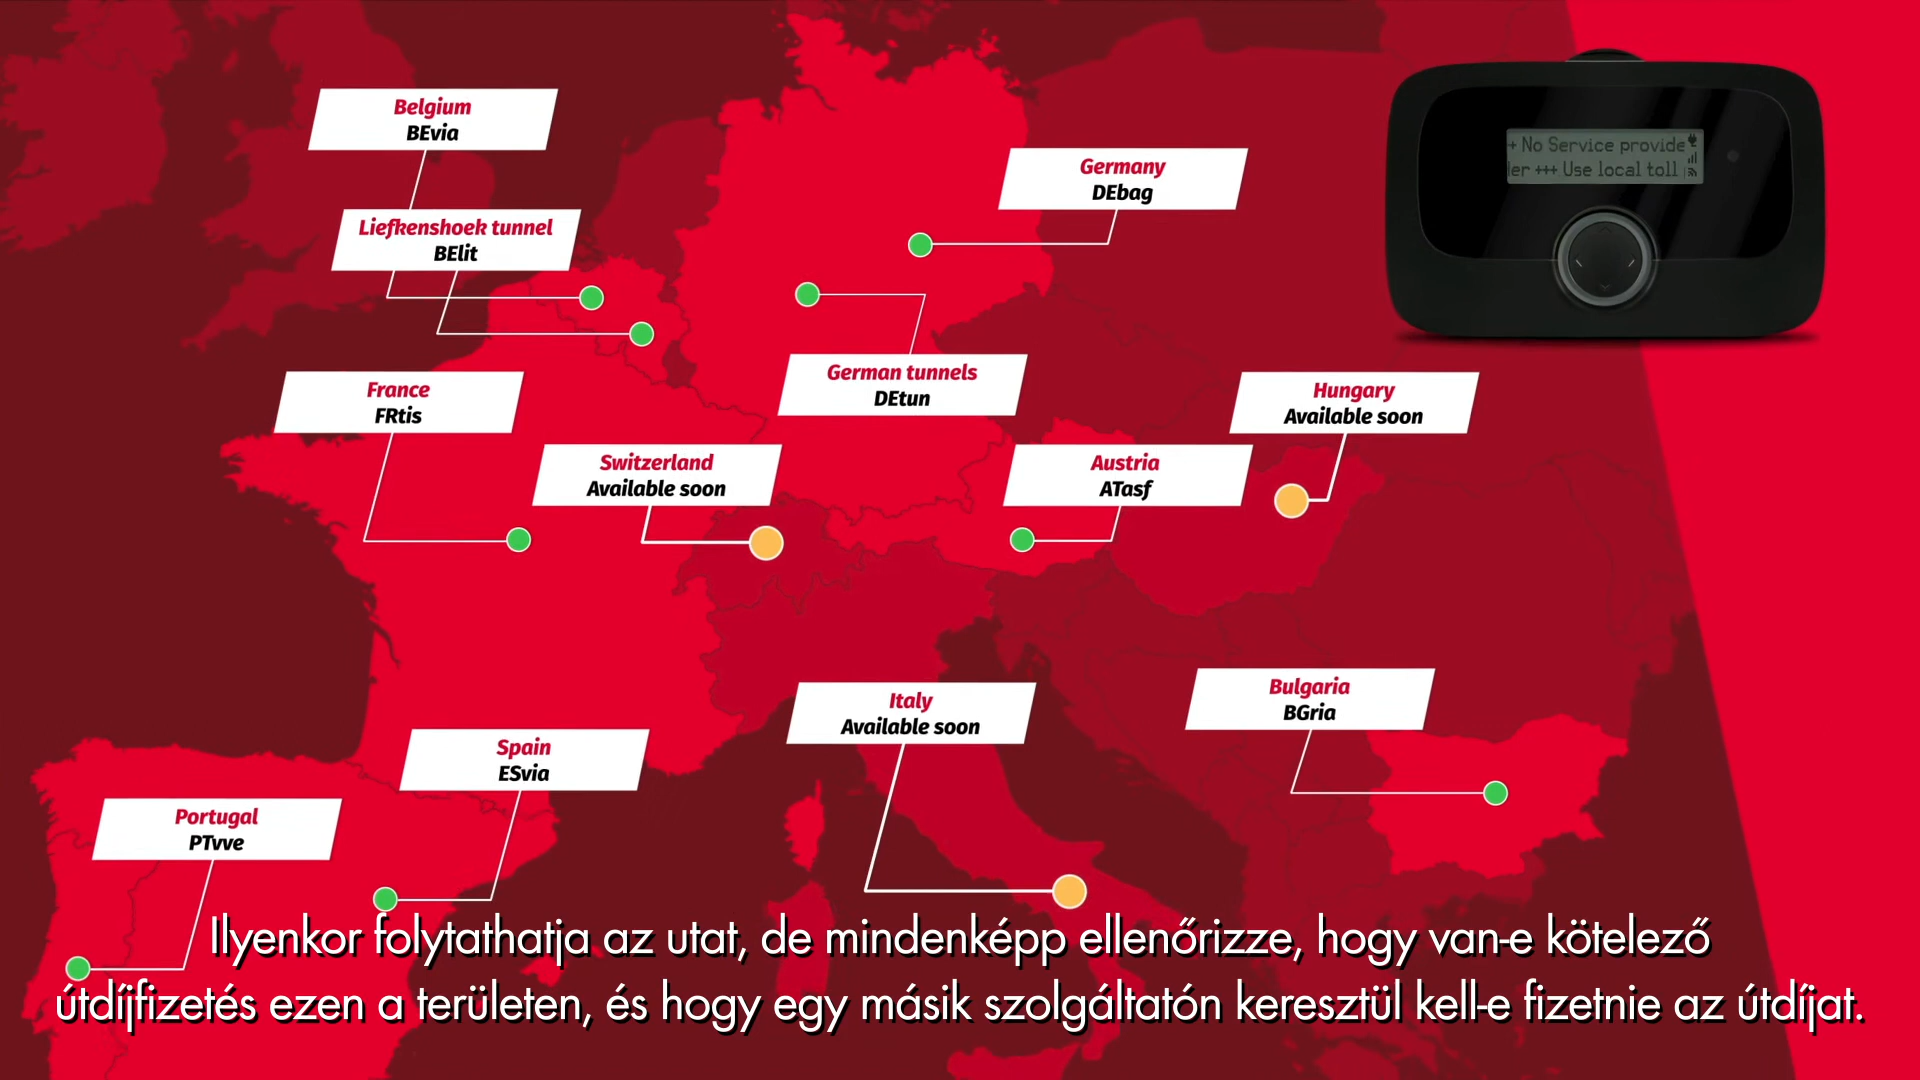 Belgium
BEvia
Liefkenshoek tunnel
BElit
Germany
DEbag
+ No Service provide
ler +++ Use local toll
German tunnels
DEtun
France
FRtis
Hungary
Available soon
Switzerland
Available soon
Austria
ATasf
Italy
Available soon
Bulgaria
BGria
Spain
ESvia
Portugal
PTvve
Ilyenkor folytathatja az utat, de mindenképp ellenőrizze, hogy van-e kötelező
útdíjfizetés ezen a területen, és hogy egy másik szolgáltatón keresztül kell-e fizetnie az útdíjat.